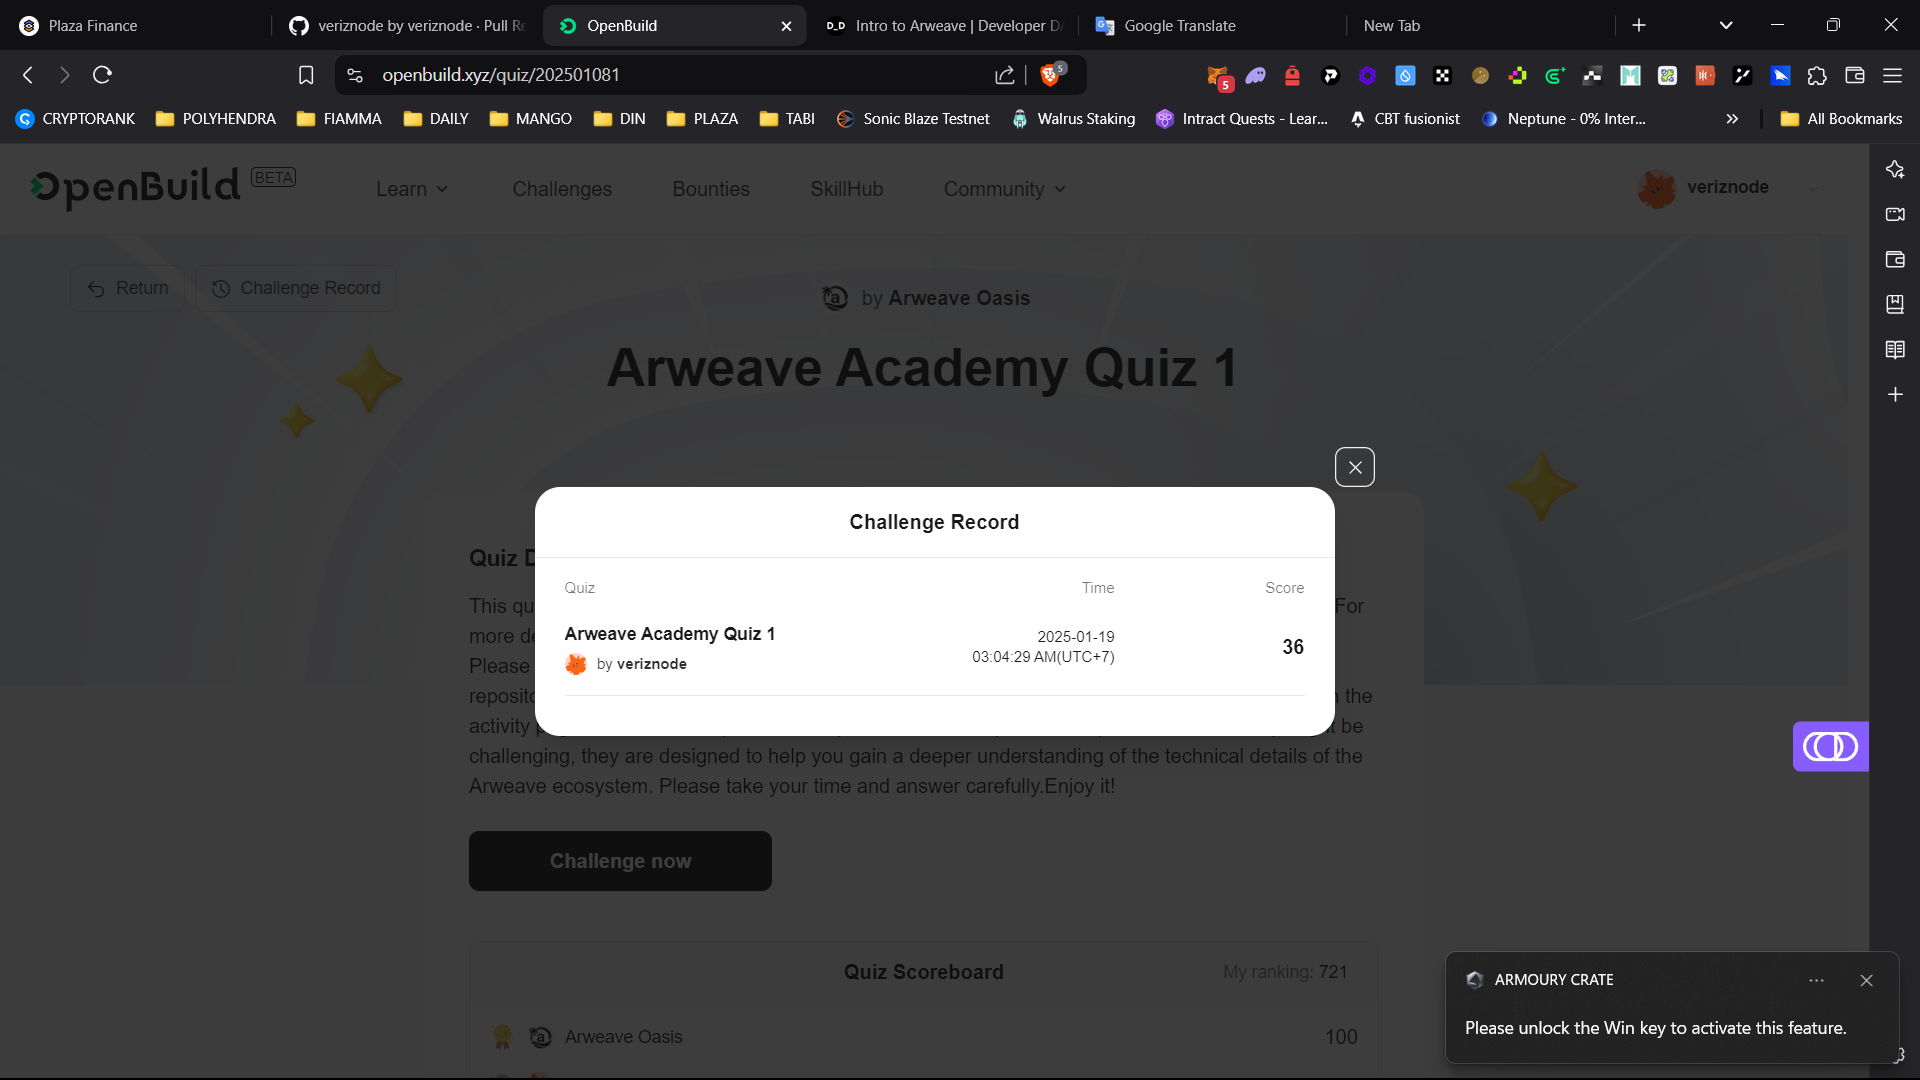 Plaza Finance
veriznode by veriznode · Pull Re
OpenBuild
D_D Intro to Arweave | Developer D
Google Translate
New Tab
openbuild.xyz/quiz/202501081
5
5
CRYPTORANK
POLYHENDRA
FIAMMA
DAILY
MANGO
DIN
PLAZA
TABI
Sonic Blaze Testnet
Walrus Staking
Intract Quests - Lear...
CBT fusionist
Neptune - 0% Inter...
All Bookmarks
OpenBuild BETA
Learn
Challenges
Bounties
SkillHub
Community
veriznode
Return
Challenge Record
by Arweave Oasis
Arweave Academy Quiz 1
Challenge Record
Quiz D
Quiz Time Score
This qu
For
Arweave Academy Quiz 1
by veriznode
2025-01-19
03:04:29 AM(UTC+7)
36
more de
Please
reposito
the
activity
t be
challenging, they are designed to help you gain a deeper understanding of the technical details of the
Arweave ecosystem. Please take your time and answer carefully.Enjoy it!
Challenge now
Quiz Scoreboard
My ranking: 721
Arweave Oasis
100
ARMOURY CRATE
Please unlock the Win key to activate this feature.